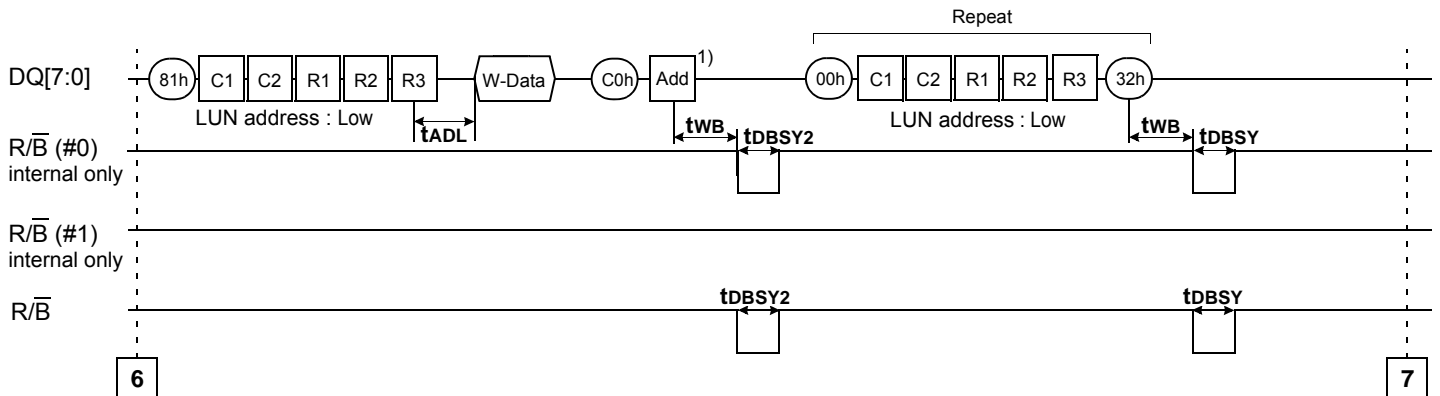 Repeat
DQ[7:0] 81h C1 C2 R1 R2 R3 W-Data C0h Add 1) 00h C1 C2 R1 R2 R3 32h
LUN address : Low LUN address : Low
tADL tWB tDBSY2 tWB tDBSY
R/B̅ (#0)
internal only
R/B̅ (#1)
internal only
tDBSY2 tDBSY
R/B̅
6 7